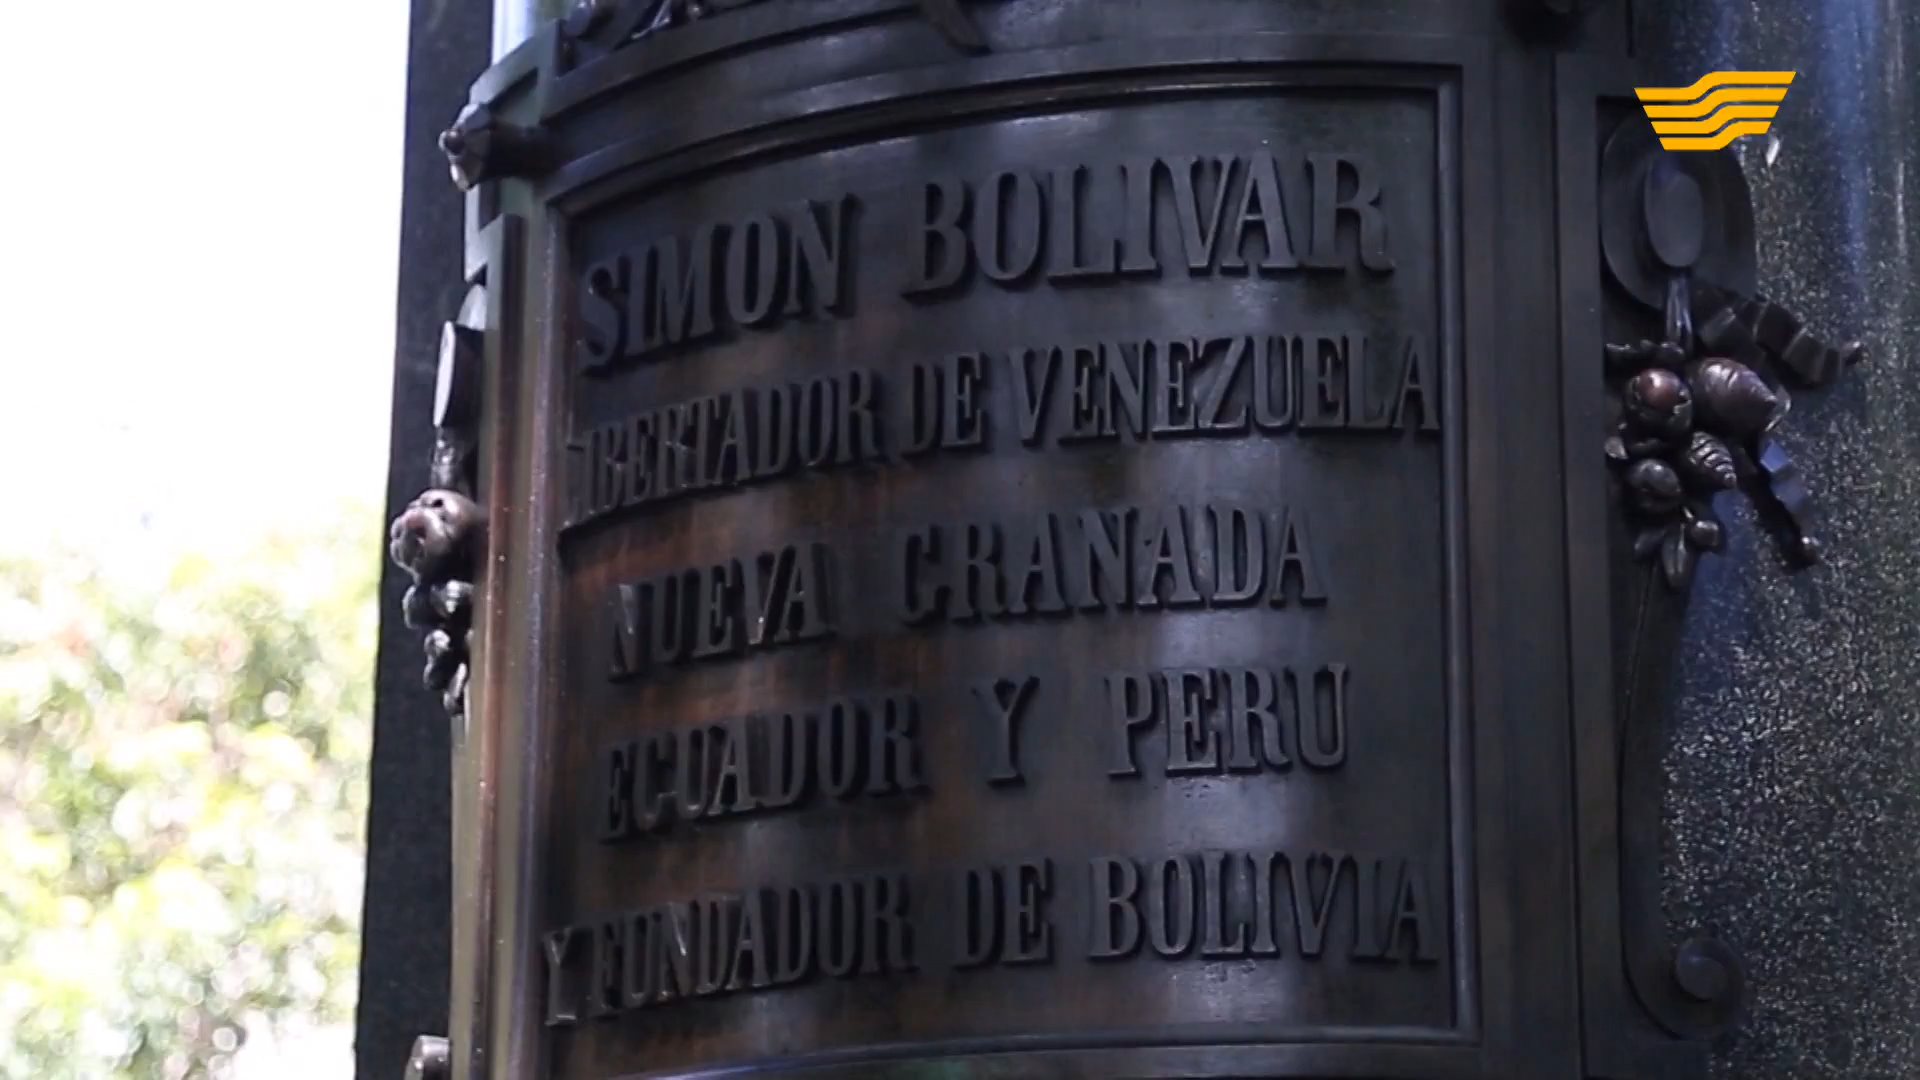 SIMON BOLIVAR
LIBERTADOR DE VENEZUELA
NUEVA GRANADA
ECUADOR Y PERU
Y FUNDADOR DE BOLIVIA